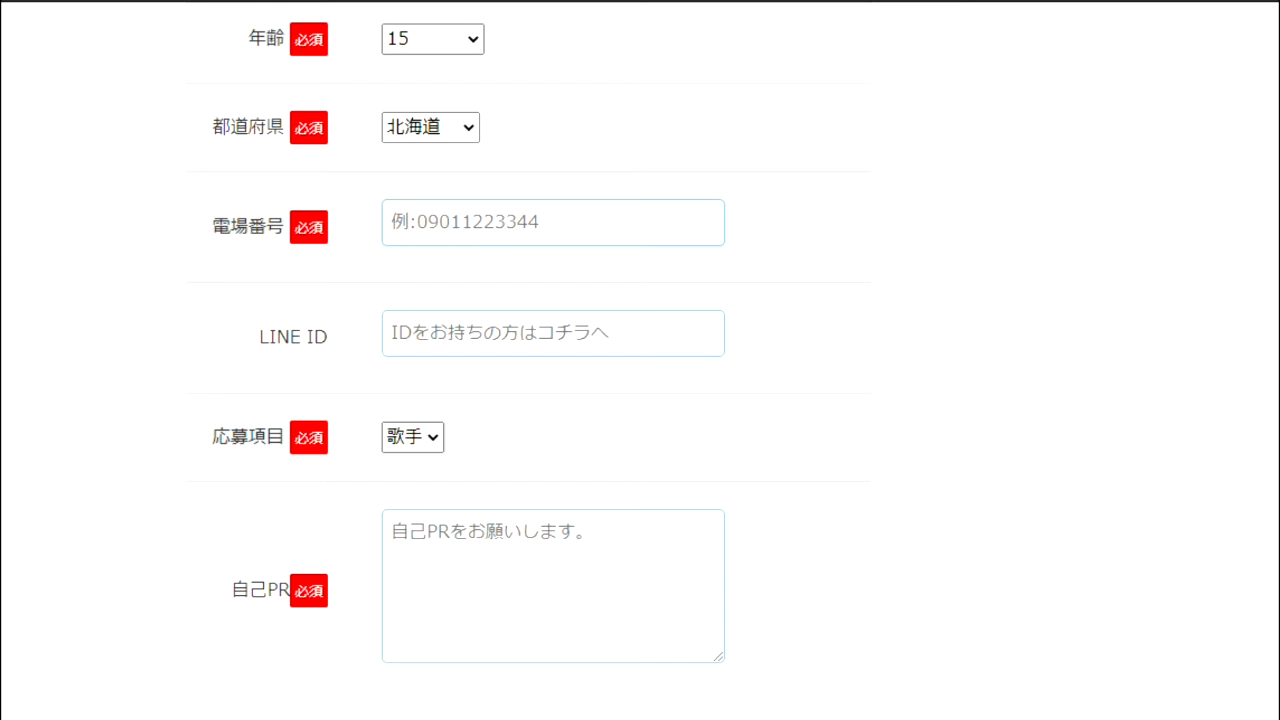 年齢 必須 15
都道府県 必須 北海道
電場番号 必須 例:09011223344
LINE ID IDをお持ちの方はコチラへ
応募項目 必須 歌手
自己PR必須 自己PRをお願いします。